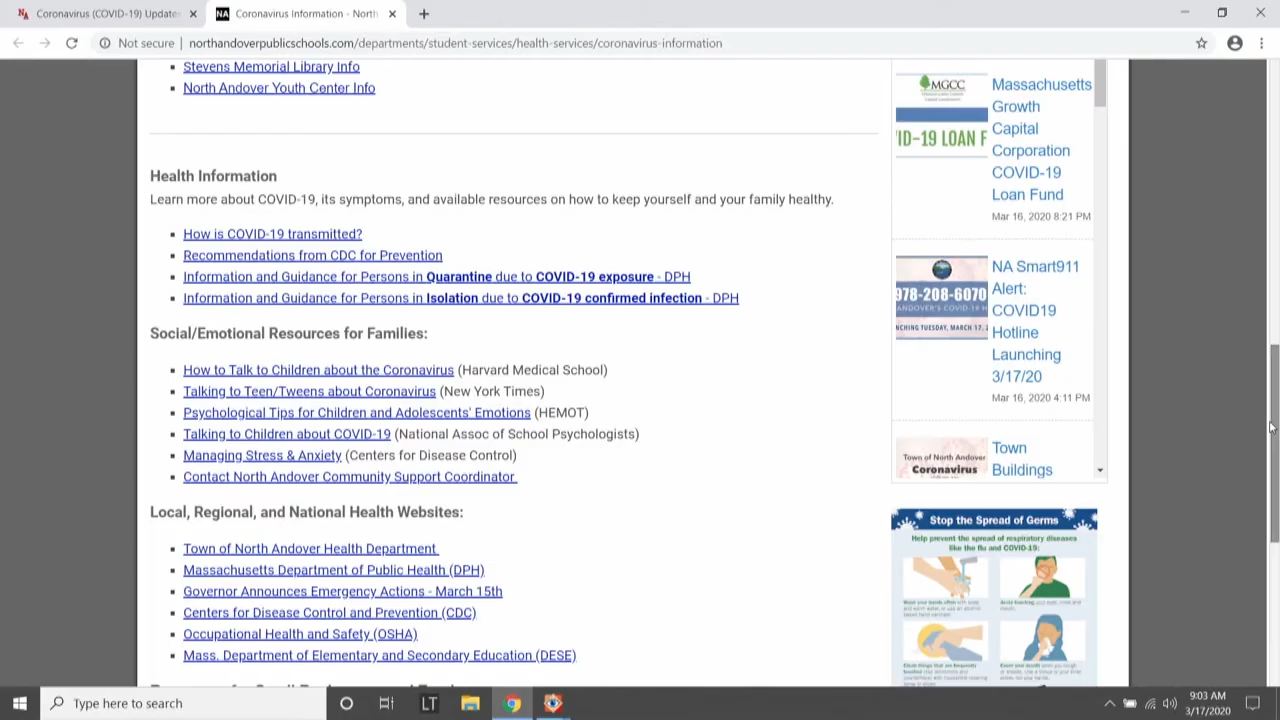 Coronavirus (COVID-19) Updates
Coronavirus Information - North
Not secure | northandoverpublicschools.com/departments/student-services/health-services/coronavirus-information
Stevens Memorial Library Info
North Andover Youth Center Info
Health Information
Learn more about COVID-19, its symptoms, and available resources on how to keep yourself and your family healthy.
How is COVID-19 transmitted?
Recommendations from CDC for Prevention
Information and Guidance for Persons in Quarantine due to COVID-19 exposure - DPH
Information and Guidance for Persons in Isolation due to COVID-19 confirmed infection - DPH
Social/Emotional Resources for Families:
How to Talk to Children about the Coronavirus (Harvard Medical School)
Talking to Teen/Tweens about Coronavirus (New York Times)
Psychological Tips for Children and Adolescents' Emotions (HEMOT)
Talking to Children about COVID-19 (National Assoc of School Psychologists)
Managing Stress & Anxiety (Centers for Disease Control)
Contact North Andover Community Support Coordinator
Local, Regional, and National Health Websites:
Town of North Andover Health Department
Massachusetts Department of Public Health (DPH)
Governor Announces Emergency Actions - March 15th
Centers for Disease Control and Prevention (CDC)
Occupational Health and Safety (OSHA)
Mass. Department of Elementary and Secondary Education (DESE)
MGCC
ID-19 LOAN F
Massachusetts
Growth
Capital
Corporation
COVID-19
Loan Fund
Mar 16, 2020 8:21 PM
978-208-6070
ANDOVER'S COVID-19 H
NCHING TUESDAY, MARCH 17, 2
NA Smart911
Alert:
COVID19
Hotline
Launching
3/17/20
Mar 16, 2020 4:11 PM
Town of North Andover
Coronavirus
Town
Buildings
Stop the Spread of Germs
Help prevent the spread of respiratory diseases
like the flu and COVID-19:
Type here to search
LT
9:03 AM
3/17/2020